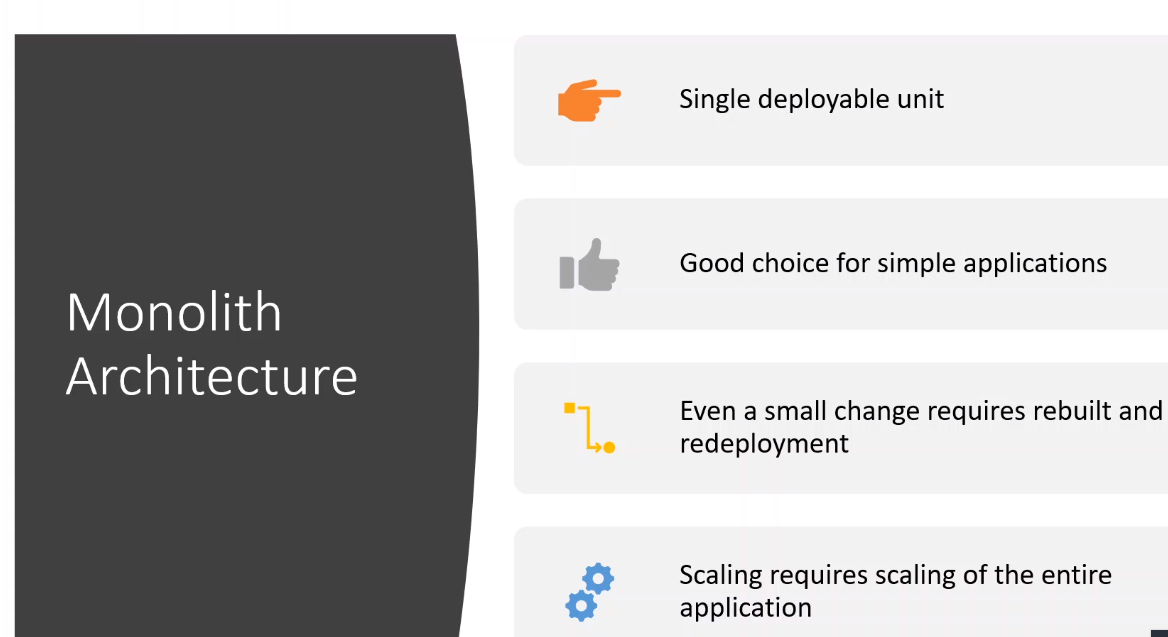 Monolith
Architecture
Single deployable unit
Good choice for simple applications
Even a small change requires rebuilt and
redeployment
Scaling requires scaling of the entire
application